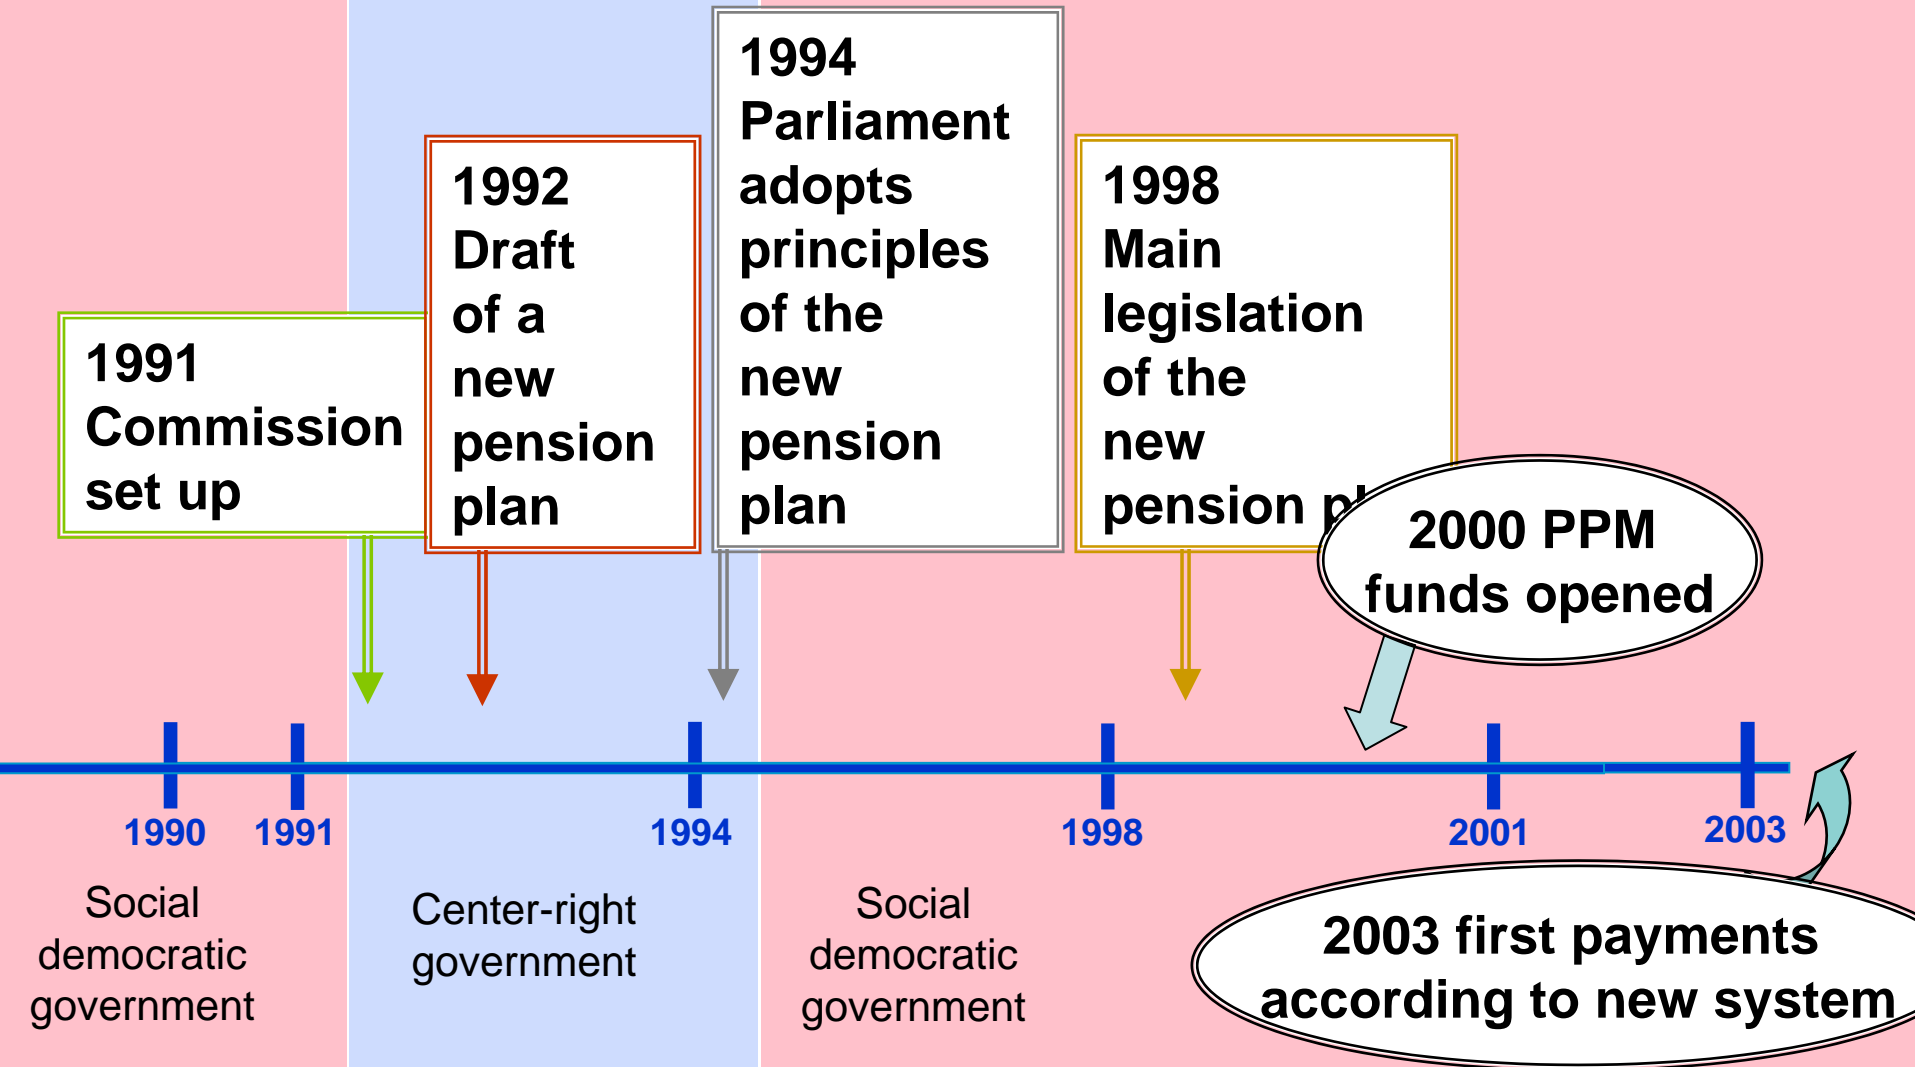 1991
Commission
set up
1992
Draft
of a
new
pension
plan
1994
Parliament
adopts
principles
of the
new
pension
plan
1998
Main
legislation
of the
new
pension
2000 PPM
funds opened
1990
1991
1994
1998
2001
2003
Social
democratic
government
Center-right
government
Social
democratic
government
2003 first payments
according to new system